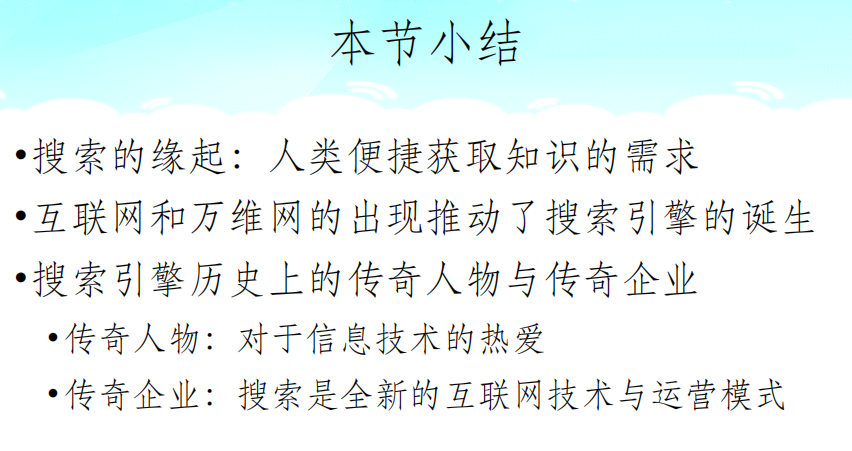 本节小结
•搜索的缘起：人类便捷获取知识的需求
•互联网和万维网的出现推动了搜索引擎的诞生
•搜索引擎历史上的传奇人物与传奇企业
•传奇人物：对于信息技术的热爱
•传奇企业：搜索是全新的互联网技术与运营模式